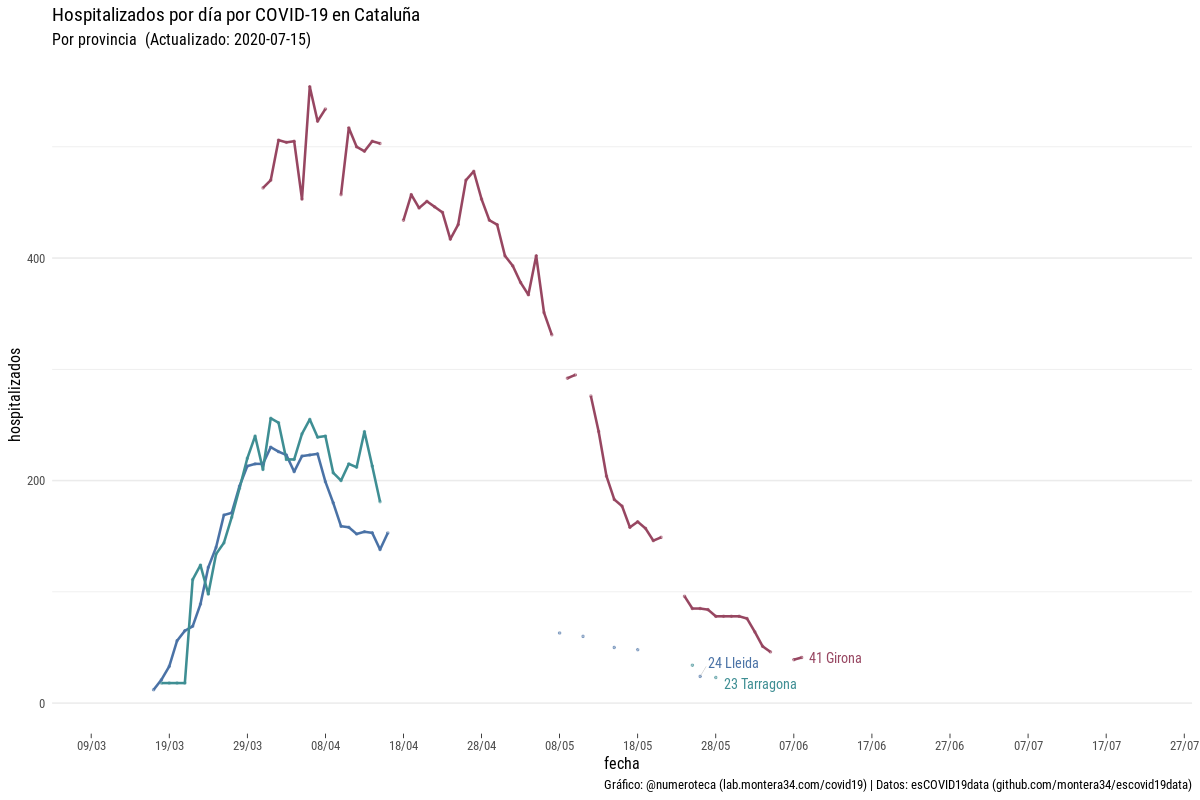 Hospitalizados por día por COVID-19 en Cataluña
Por provincia  (Actualizado: 2020-07-15)
hospitalizados
400
200
0
41 Girona
24 Lleida
23 Tarragona
09/03 19/03 29/03 08/04 18/04 28/04 08/05 18/05 28/05 07/06 17/06 27/06 07/07 17/07 27/07
fecha
Gráfico: @numeroteca (lab.montera34.com/covid19) | Datos: esCOVID19data (github.com/montera34/escovid19data)